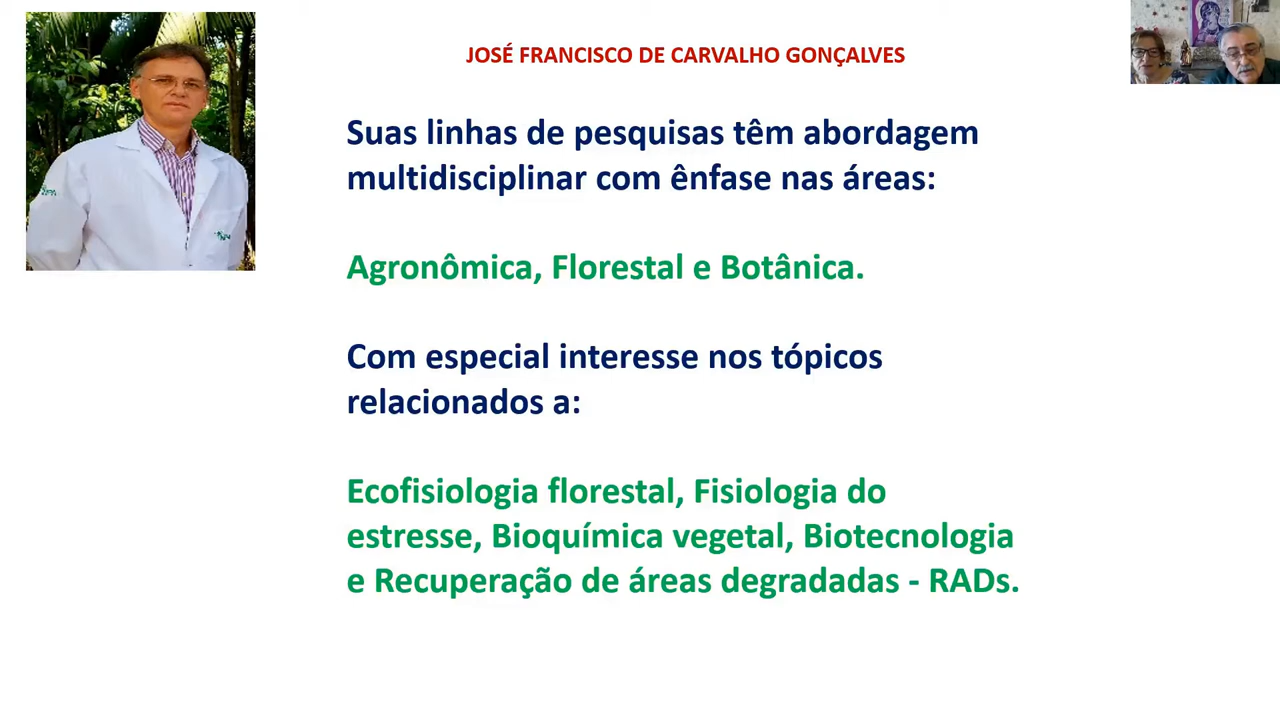 JOSÉ FRANCISCO DE CARVALHO GONÇALVES
Suas linhas de pesquisas têm abordagem
multidisciplinar com ênfase nas áreas:
Agronômica, Florestal e Botânica.
Com especial interesse nos tópicos
relacionados a:
Ecofisiologia florestal, Fisiologia do
estresse, Bioquímica vegetal, Biotecnologia
e Recuperação de áreas degradadas - RADs.